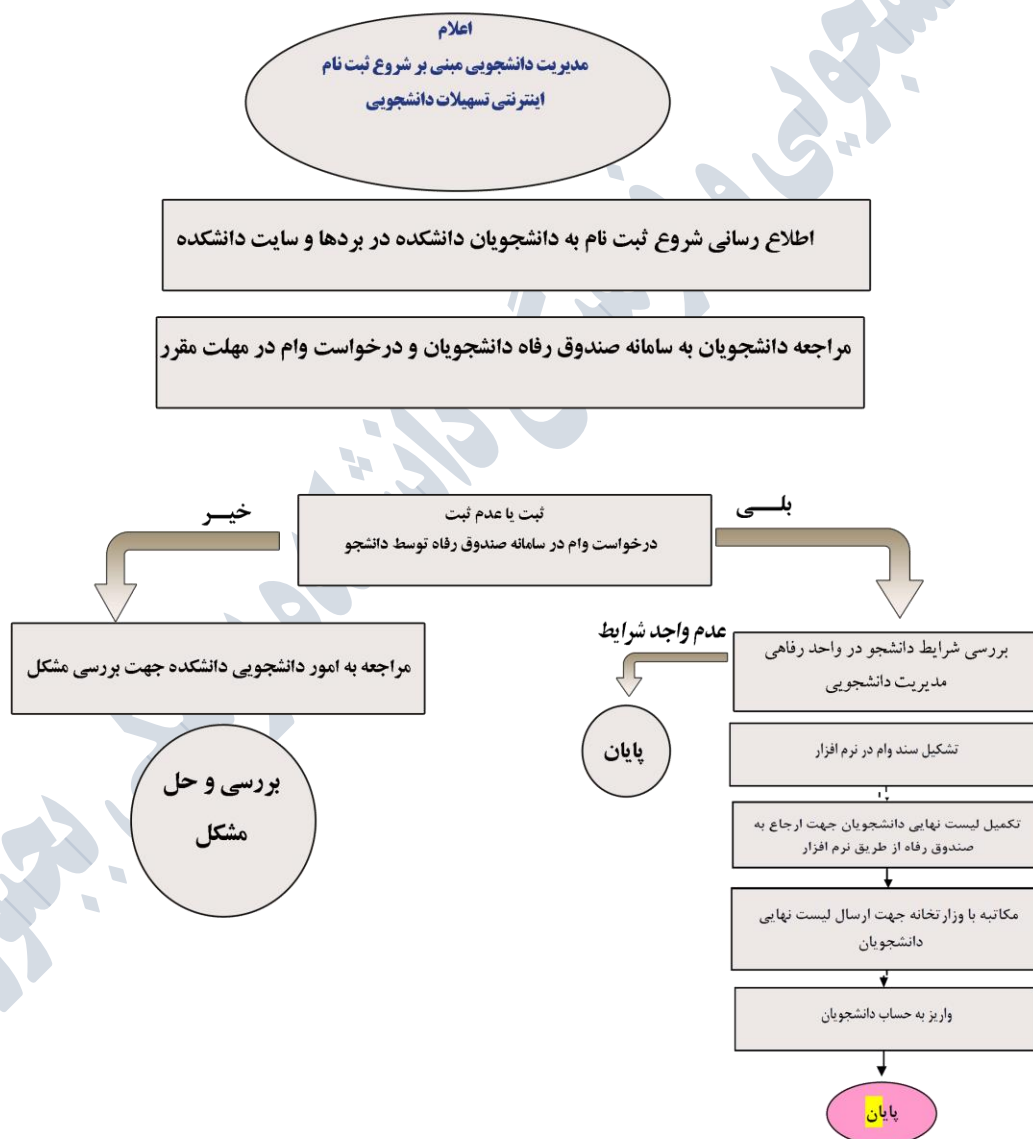 اعلام
مدیریت دانشجویی مبنی بر شروع ثبت نام
اینترنتی تسهیلات دانشجویی
اطلاع رسانی شروع ثبت نام به دانشجویان دانشکده در بردها و سایت دانشکده
مراجعه دانشجویان به سامانه صندوق رفاه دانشجویان و درخواست وام در مهلت مقرر
بلـــی
ثبت یا عدم ثبت
درخواست وام در سامانه صندوق رفاه توسط دانشجو
خیـــر
بررسی شرایط دانشجو در واحد رفاهی
مدیریت دانشجویی
عدم واجد شرایط
پایان
مراجعه به امور دانشجویی دانشکده جهت بررسی مشکل
بررسی و حل
مشکل
تشکیل سند وام در نرم افزار
تکمیل لیست نهایی دانشجویان جهت ارجاع به
صندوق رفاه از طریق نرم افزار
مکاتبه با وزارتخانه جهت ارسال لیست نهایی
دانشجویان
واریز به حساب دانشجویان
پایان